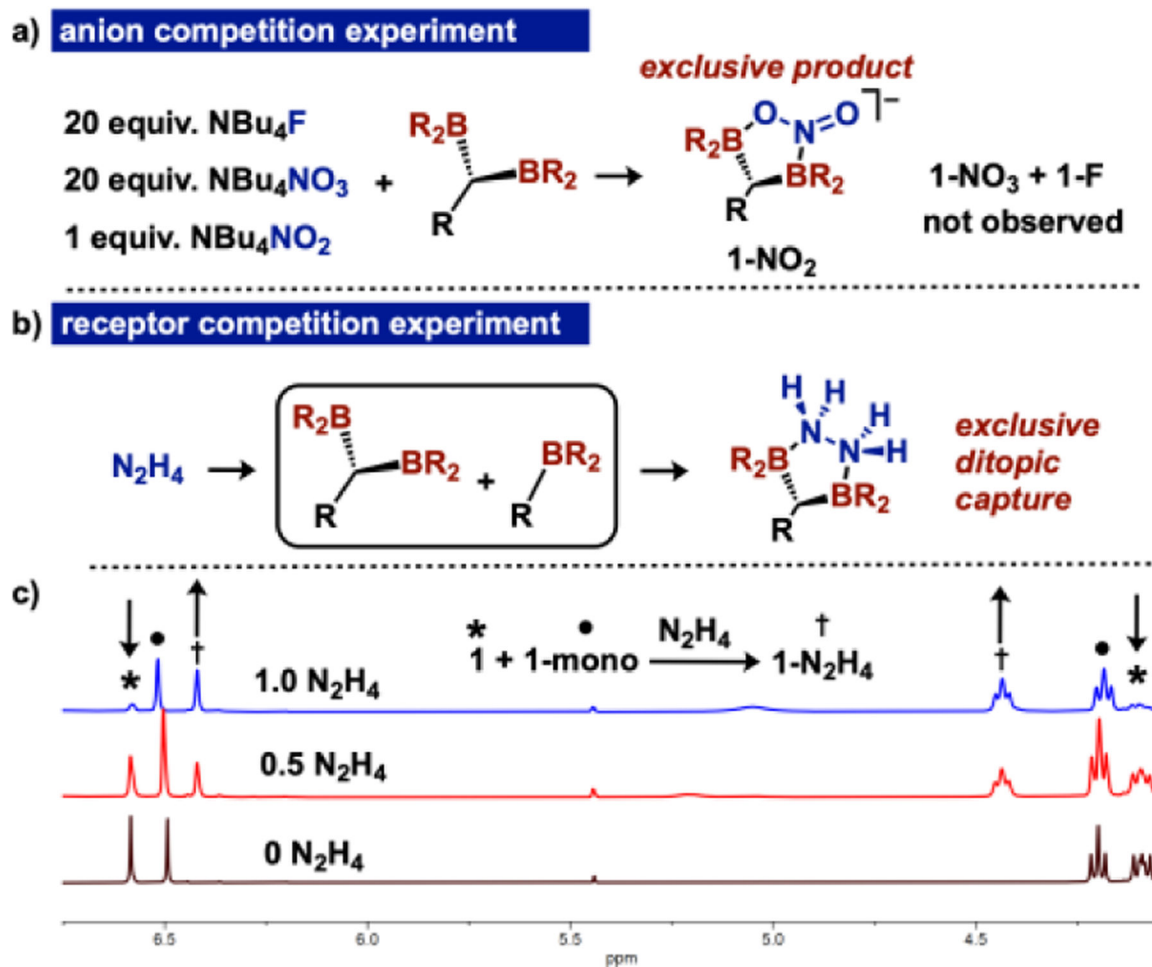 a) anion competition experiment
exclusive product
20 equiv. NBu₄F
20 equiv. NBu₄NO₃ +
1 equiv. NBu₄NO₂
R₂B
BR₂
R
R₂B
O
N
O
⁻
BR₂
R
1-NO₂
1-NO₃ + 1-F
not observed
b) receptor competition experiment
N₂H₄
R₂B
BR₂
R
+
BR₂
R
H
H
H
N
N
H
R₂B
BR₂
R
exclusive
ditopic
capture
c)
* • † * • N₂H₄ † † • *
1 + 1-mono 1-N₂H₄
1.0 N₂H₄
0.5 N₂H₄
0 N₂H₄
6.5 6.0 5.5 5.0 4.5
ppm